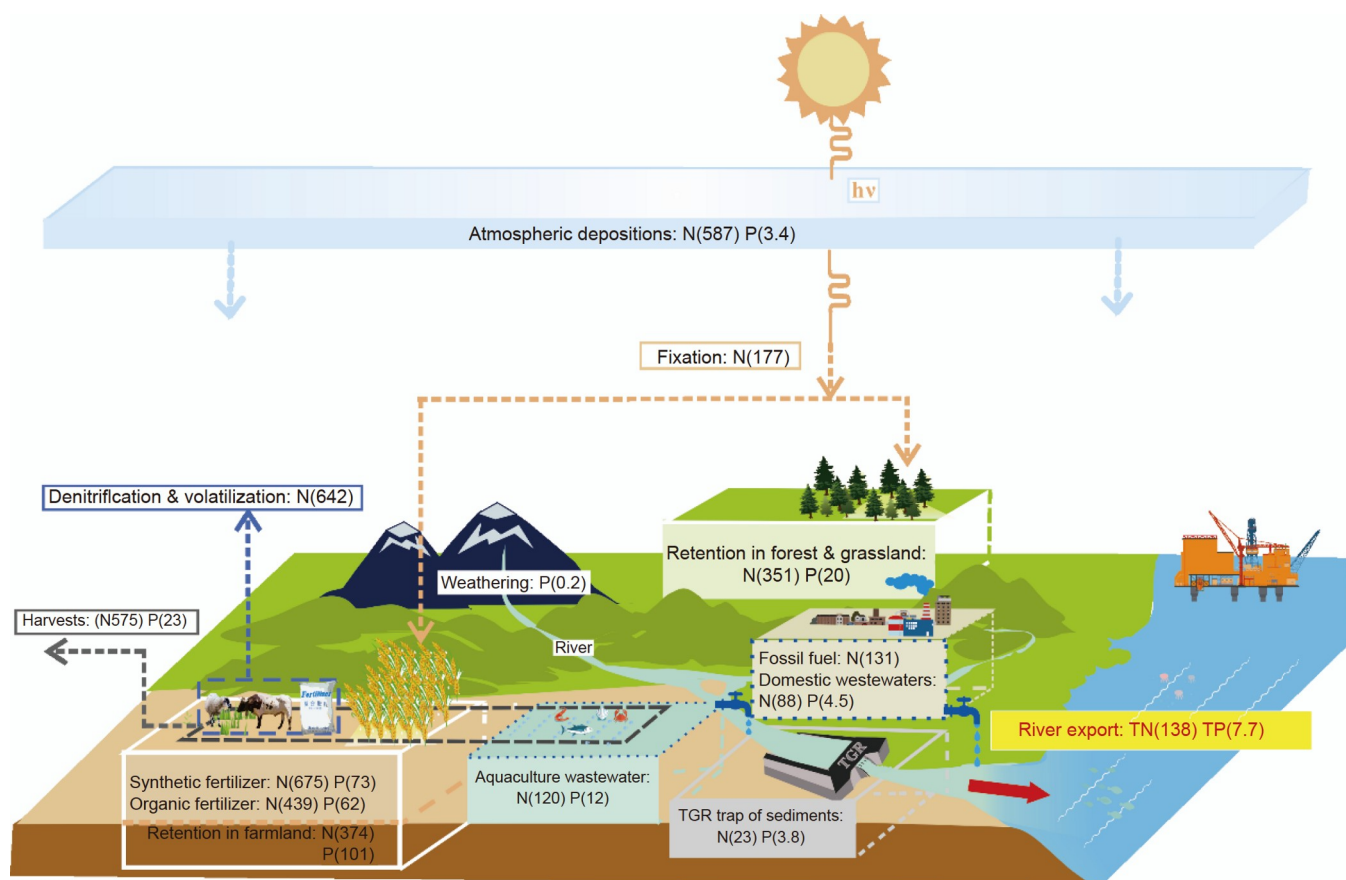 hv
Atmospheric depositions: N(587) P(3.4)
Fixation: N(177)
Denitrification & volatilization: N(642)
Retention in forest & grassland:
N(351) P(20)
Weathering: P(0.2)
Harvests: (N575) P(23)
River
Fossil fuel: N(131)
Domestic westewaters:
N(88) P(4.5)
Fertilizer
River export: TN(138) TP(7.7)
TGR
Synthetic fertilizer: N(675) P(73)
Organic fertilizer: N(439) P(62)
Retention in farmland: N(374)
P(101)
Aquaculture wastewater:
N(120) P(12)
TGR trap of sediments:
N(23) P(3.8)